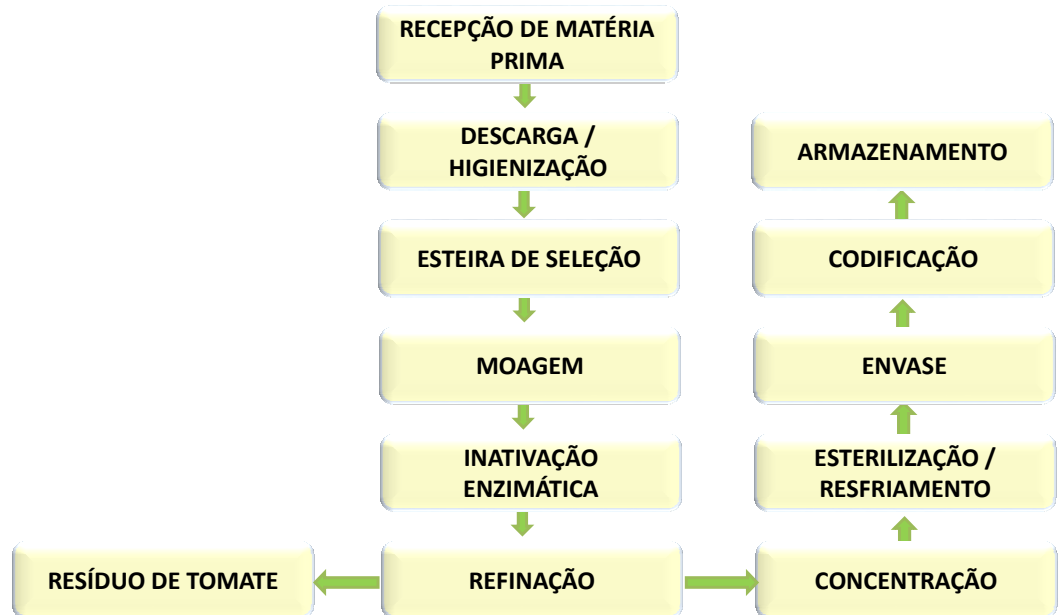 RECEPÇÃO DE MATÉRIA
PRIMA
DESCARGA /
HIGIENIZAÇÃO
ESTEIRA DE SELEÇÃO
MOAGEM
INATIVAÇÃO
ENZIMÁTICA
REFINAÇÃO
RESÍDUO DE TOMATE
CONCENTRAÇÃO
ESTERILIZAÇÃO /
RESFRIAMENTO
ENVASE
CODIFICAÇÃO
ARMAZENAMENTO